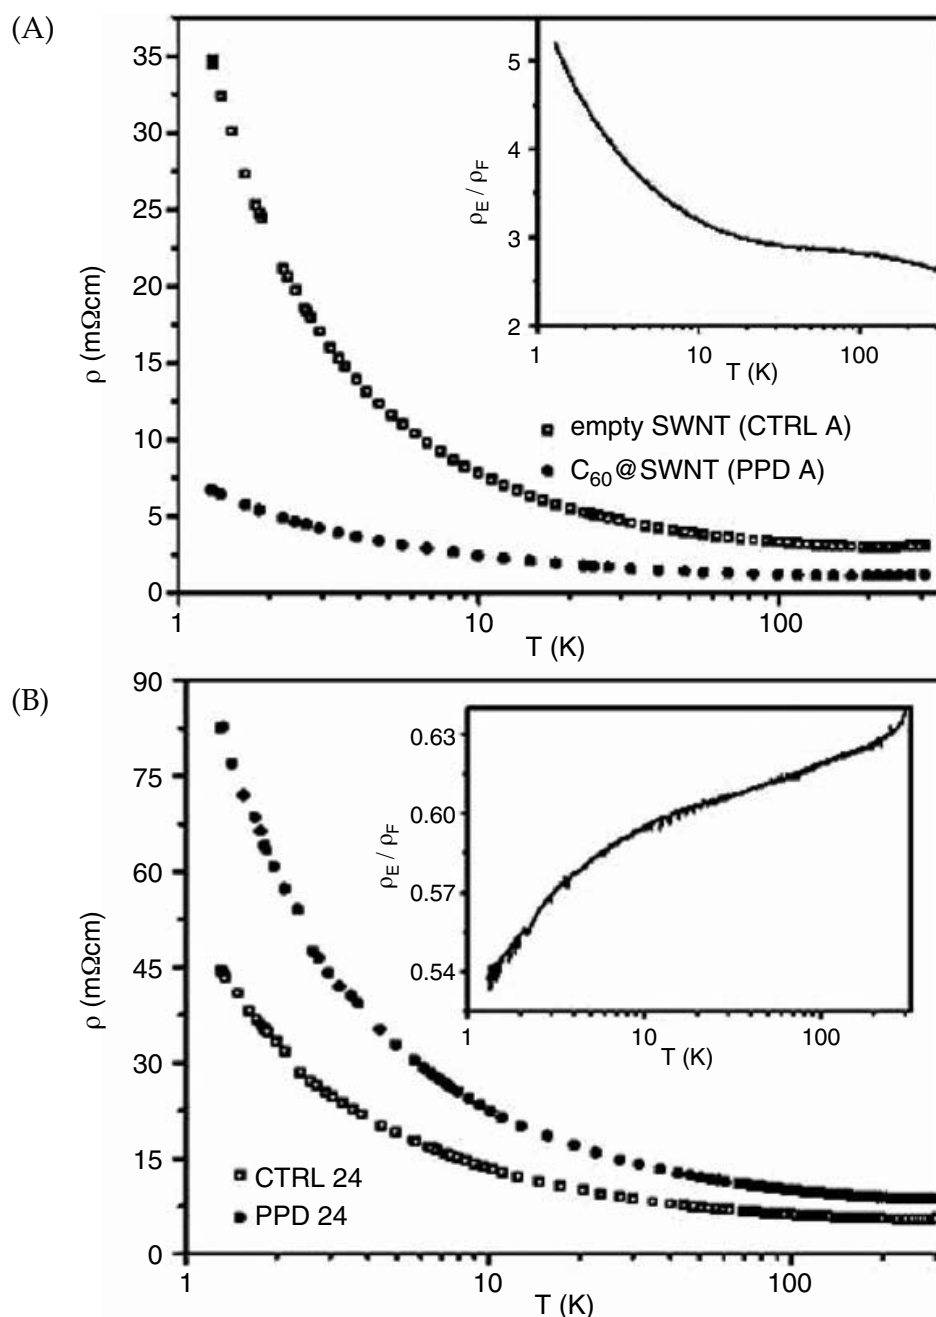 (A)
35
30
25
20
15
10
5
0
ρ (mΩcm)
1
10
100
T (K)
5
4
3
2
ρE / ρF
1
10
100
T (K)
empty SWNT (CTRL A)
C60@SWNT (PPD A)
(B)
90
75
60
45
30
15
0
ρ (mΩcm)
1
10
100
T (K)
0.63
0.60
0.57
0.54
ρE / ρF
1
10
100
T (K)
CTRL 24
PPD 24